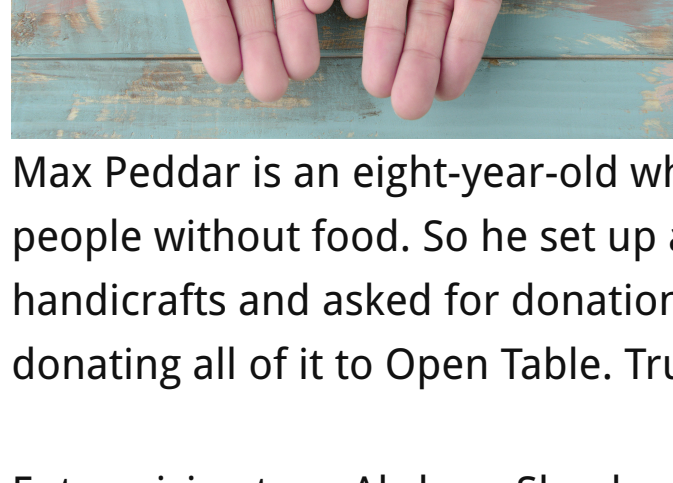 Max Peddar is an eight-year-old
people without food. So he set up
handicrafts and asked for
donating all of it to Open Table.